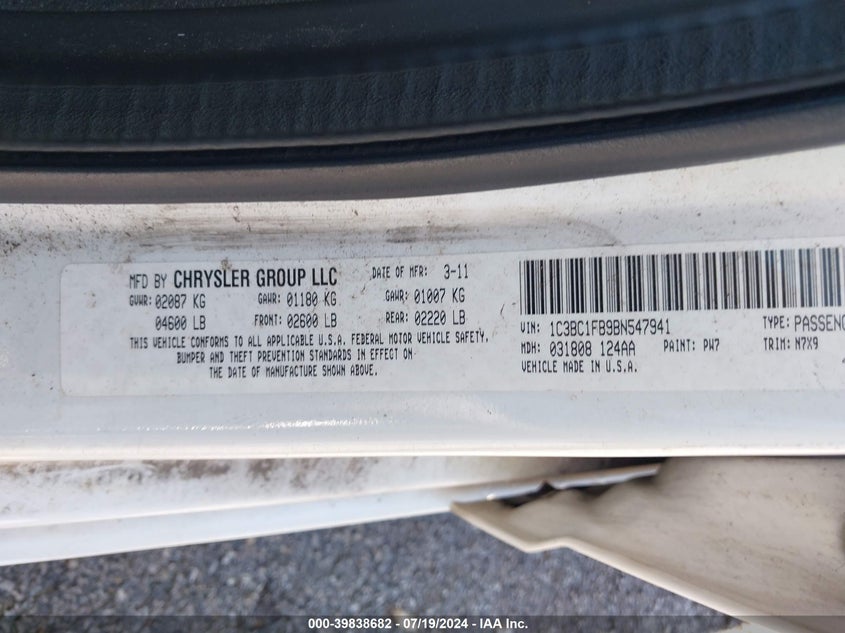 MFD BY CHRYSLER GROUP LLC DATE OF MFR: 3-11
GVWR: 02087 KG GAWR: 01180 KG GAWR: 01007 KG
04600 LB FRONT: 02600 LB REAR: 02220 LB
THIS VEHICLE CONFORMS TO ALL APPLICABLE U.S.A. FEDERAL MOTOR VEHICLE SAFETY,
BUMPER AND THEFT PREVENTION STANDARDS IN EFFECT ON
THE DATE OF MANUFACTURE SHOWN ABOVE.
VIN: 1C3BC1FB9BN547941 TYPE: PASSENG
MDH: 031808 124AA PAINT: PW7 TRIM: N7X9
VEHICLE MADE IN U.S.A.
000-39838682 - 07/19/2024 - IAA Inc.